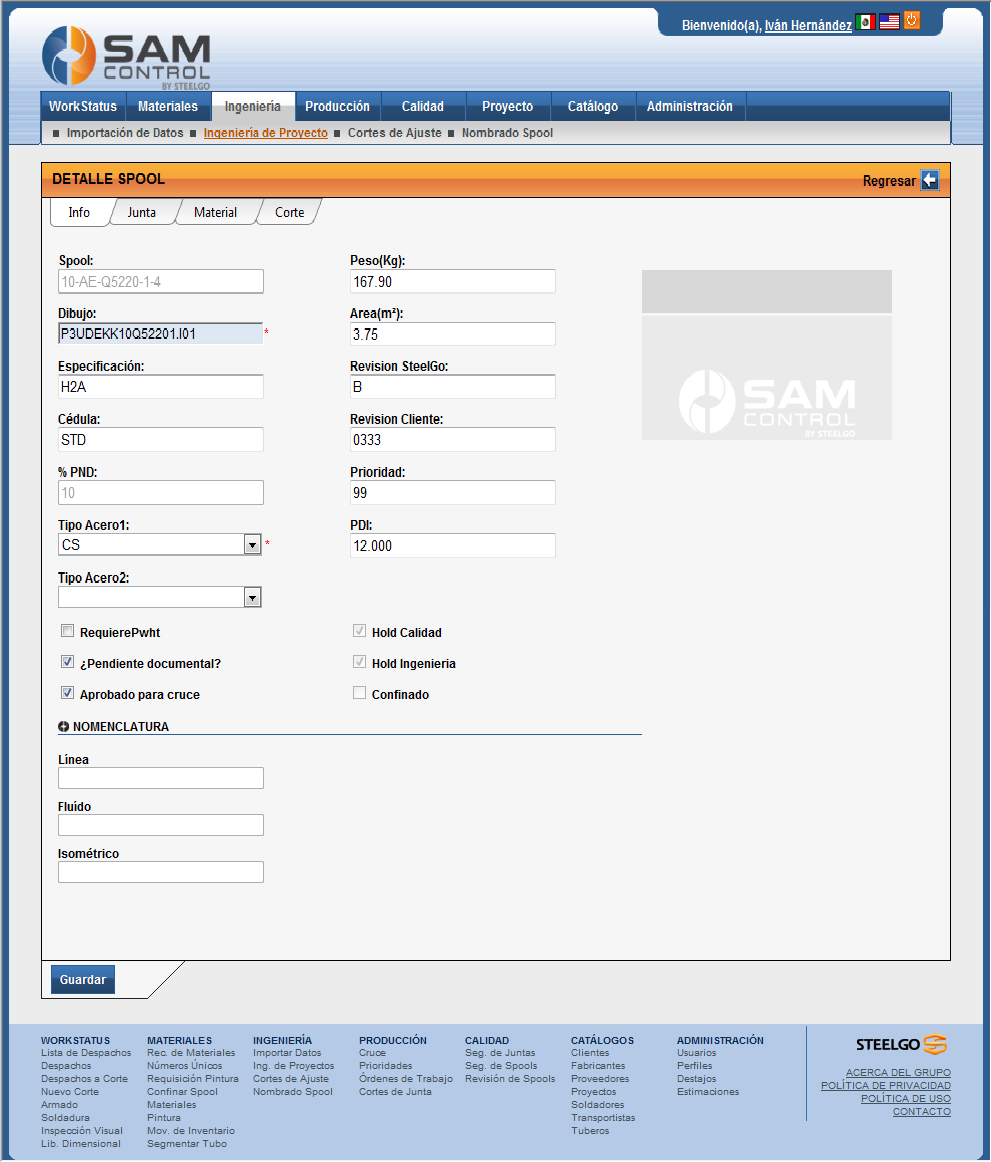 Bienvenido(a), Iván Hernández
SAM
CONTROL
BY STEELGO
WorkStatus Materiales Ingeniería Producción Calidad Proyecto Catálogo Administración
Importación de Datos Ingeniería de Proyecto Cortes de Ajuste Nombrado Spool
DETALLE SPOOL Regresar
Info Junta Material Corte
Spool: Peso(Kg):
10-AE-Q5220-1-4 167.90
Dibujo: Area(m²):
P3UDEKK10Q52201.I01 * 3.75
Especificación: Revision SteelGo:
H2A B
Cédula: Revision Cliente:
STD 0333
% PND: Prioridad:
10 99
Tipo Acero1: PDI:
CS * 12.000
Tipo Acero2:
SAM
CONTROL
BY STEELGO
RequierePwht Hold Calidad
¿Pendiente documental? Hold Ingenieria
Aprobado para cruce Confinado
NOMENCLATURA
Línea
Fluído
Isométrico
Guardar
WORKSTATUS
Lista de Despachos
Despachos
Despachos a Corte
Nuevo Corte
Armado
Soldadura
Inspección Visual
Lib. Dimensional
MATERIALES
Rec. de Materiales
Números Únicos
Requisición Pintura
Confinar Spool
Materiales
Pintura
Mov. de Inventario
Segmentar Tubo
INGENIERÍA
Importar Datos
Ing. de Proyectos
Cortes de Ajuste
Nombrado Spool
PRODUCCIÓN
Cruce
Prioridades
Órdenes de Trabajo
Cortes de Junta
CALIDAD
Seg. de Juntas
Seg. de Spools
Revisión de Spools
CATÁLOGOS
Clientes
Fabricantes
Proveedores
Proyectos
Soldadores
Transportistas
Tuberos
ADMINISTRACIÓN
Usuarios
Perfiles
Destajos
Estimaciones
STEELGO
ACERCA DEL GRUPO
POLÍTICA DE PRIVACIDAD
POLÍTICA DE USO
CONTACTO